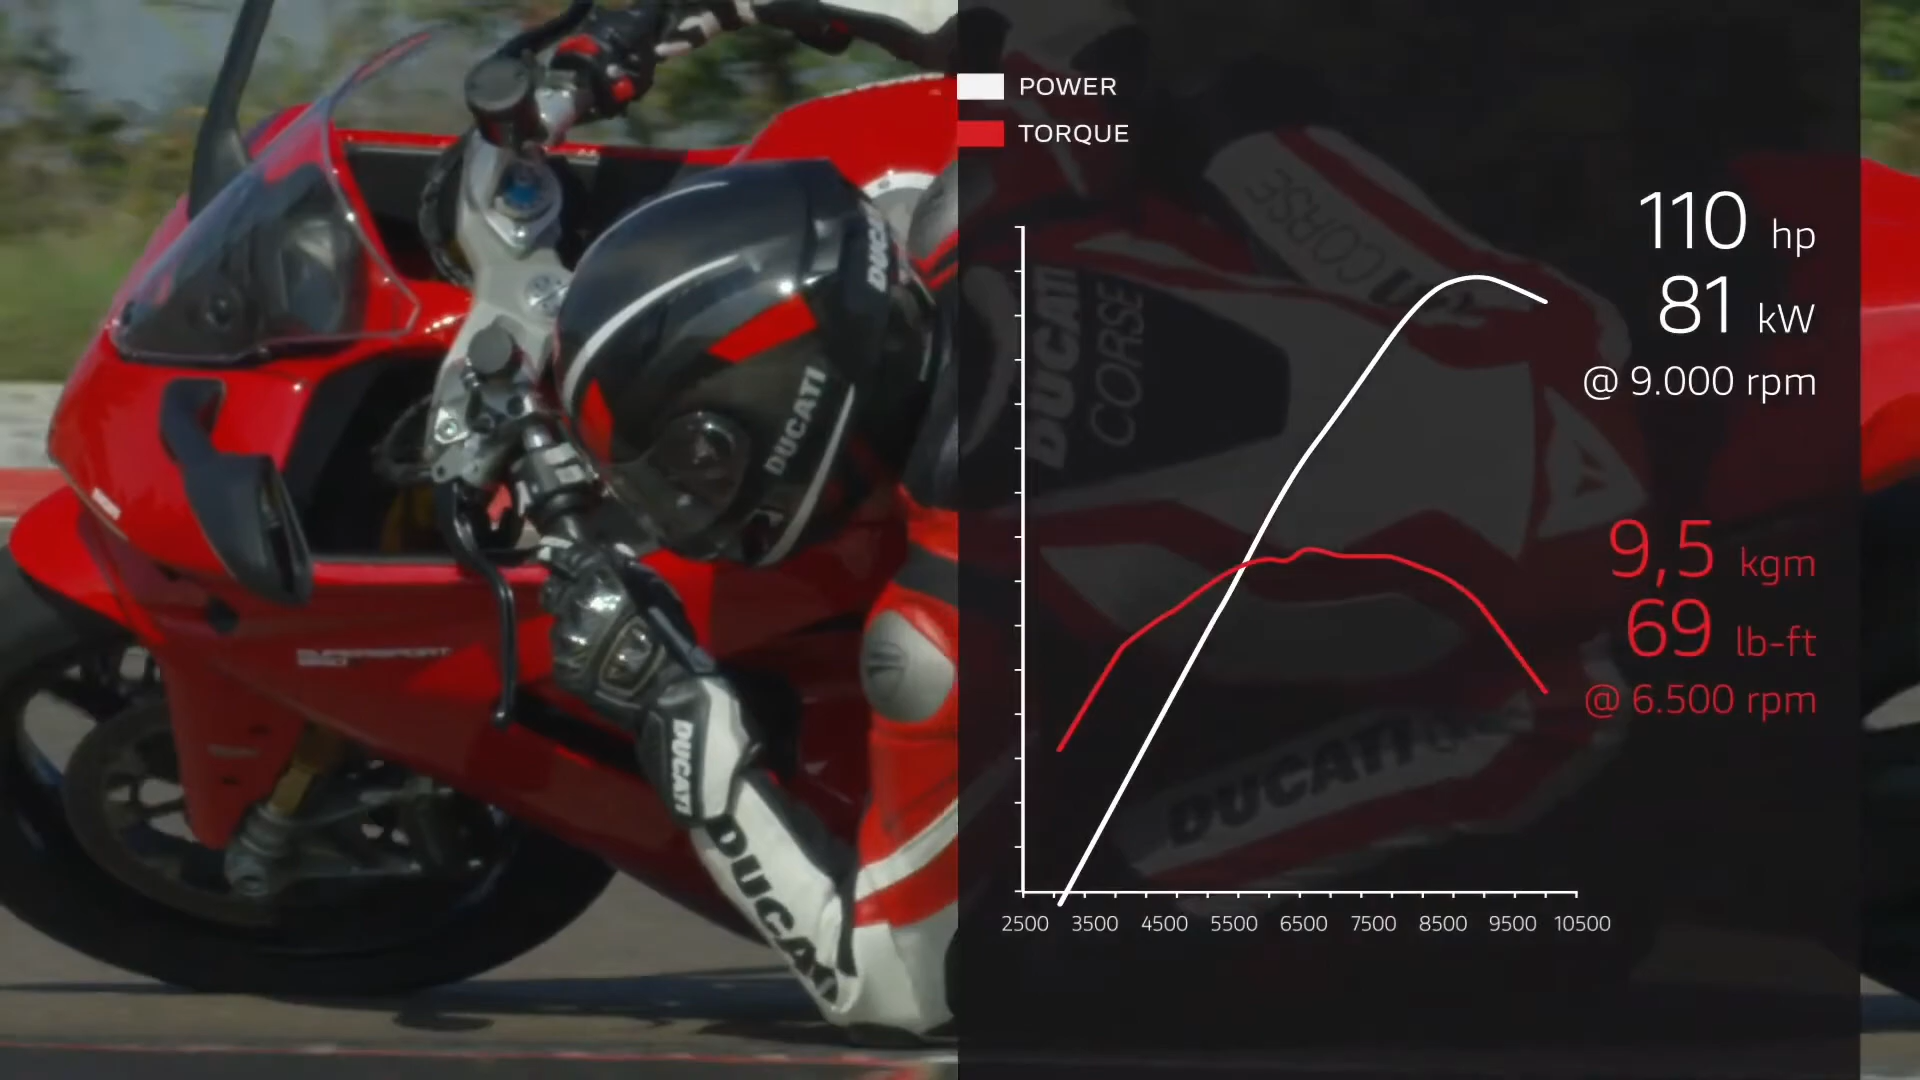 POWER
TORQUE
110 hp
81 kW
@ 9.000 rpm
9,5 kgm
69 lb-ft
@ 6.500 rpm
2500 3500 4500 5500 6500 7500 8500 9500 10500
DUCATI
DUCATI
DUCATI
CORSE
CORSE
DUCATI
DUCATI